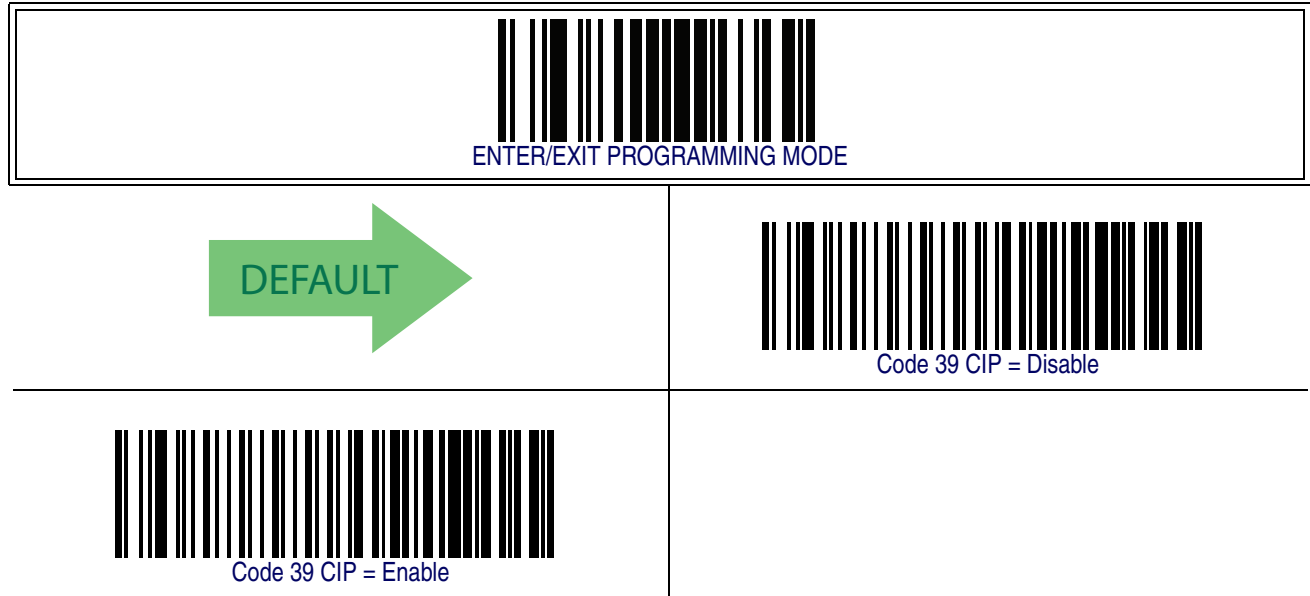 ENTER/EXIT PROGRAMMING MODE
DEFAULT
Code 39 CIP = Disable
Code 39 CIP = Enable